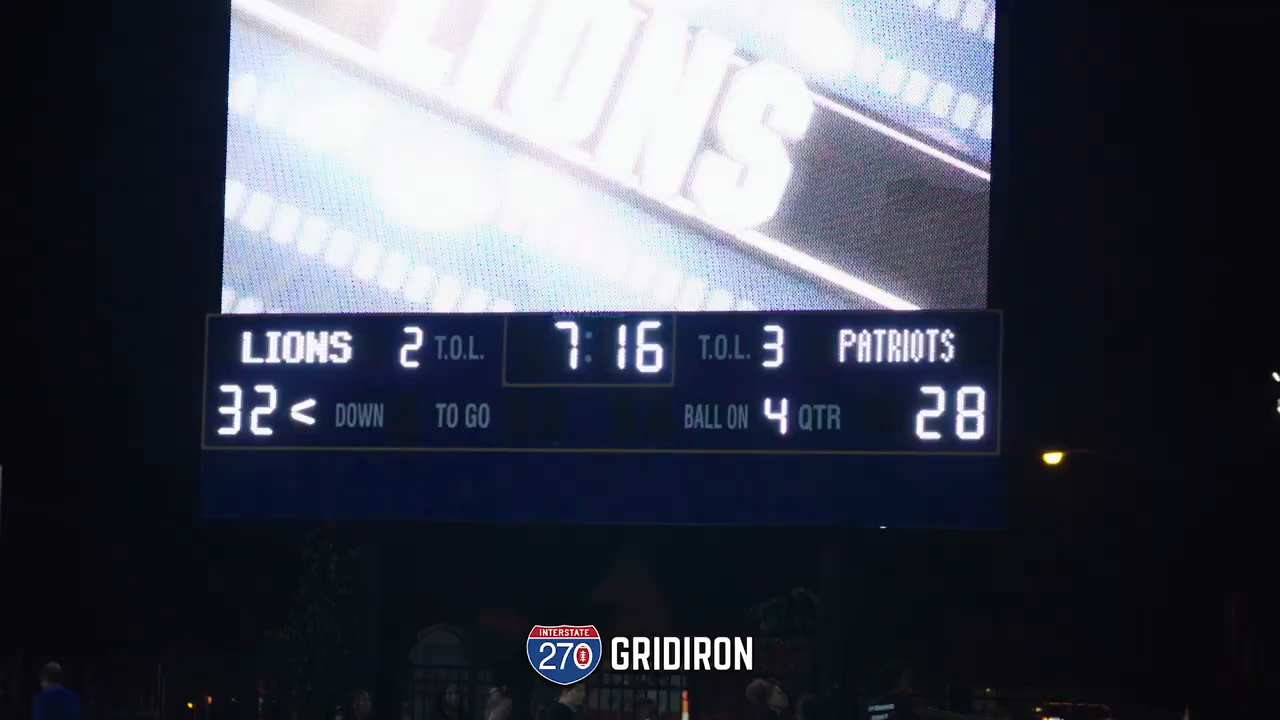 LIONS
LIONS 2 T.O.L. 7:16 T.O.L. 3 PATRIOTS
32 < DOWN TO GO BALL ON 4 QTR 28
INTERSTATE
270 GRIDIRON